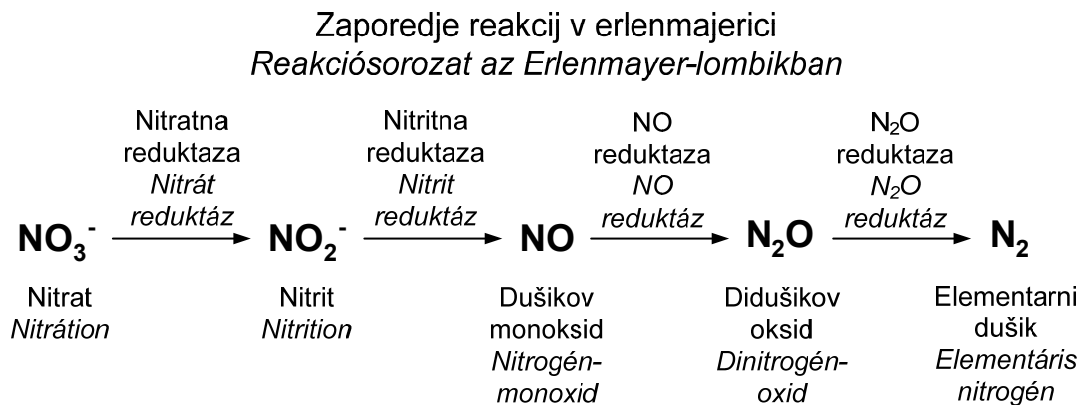 Zaporedje reakcij v erlenmajerici
Reakciósorozat az Erlenmayer-lombikban
Nitratna
reduktaza
Nitrát
reduktáz
Nitritna
reduktaza
Nitrit
reduktáz
NO
reduktaza
NO
reduktáz
N₂O
reduktaza
N₂O
reduktáz
NO₃⁻
NO₂⁻
NO
N₂O
N₂
Nitrat
Nitrátion
Nitrit
Nitrition
Dušikov
monoksid
Nitrogén-
monoxid
Didušikov
oksid
Dinitrogén-
oxid
Elementarni
dušik
Elementáris
nitrogén